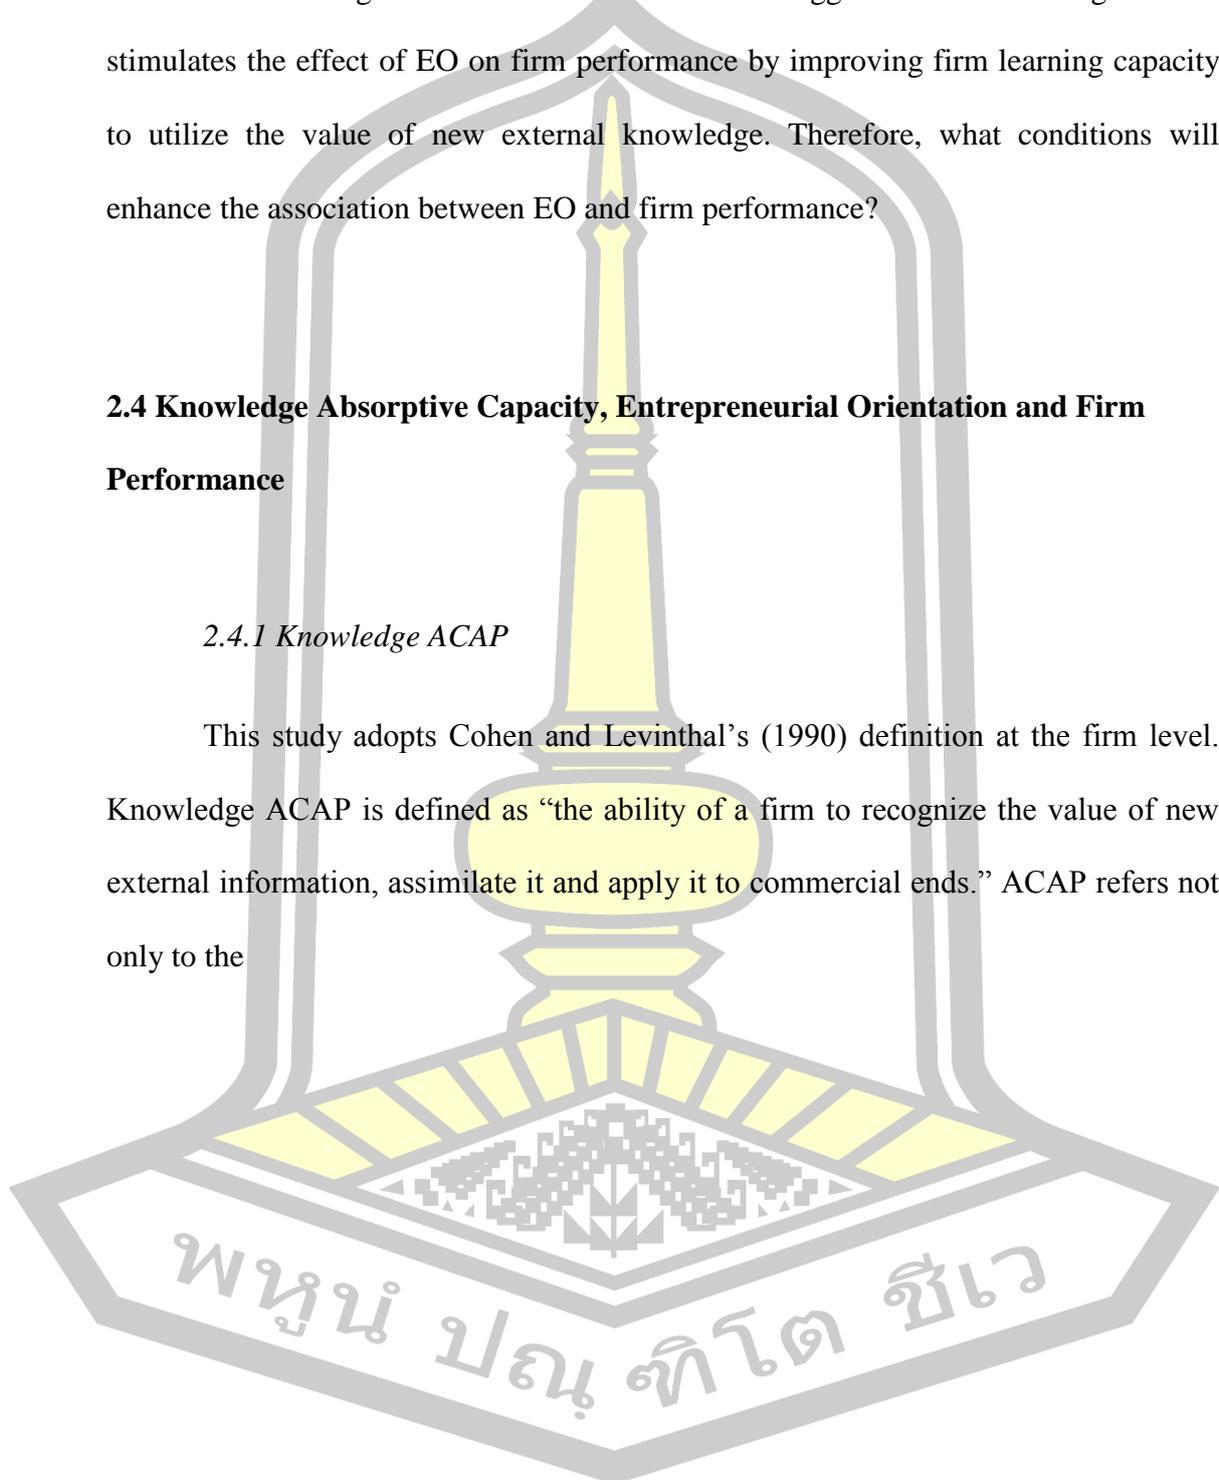 stimulates the effect of EO on firm performance by improving firm learning capacity
to utilize the value of new external knowledge. Therefore, what conditions will
enhance the association between EO and firm performance?
2.4 Knowledge Absorptive Capacity, Entrepreneurial Orientation and Firm
Performance
2.4.1 Knowledge ACAP
This study adopts Cohen and Levinthal’s (1990) definition at the firm level.
Knowledge ACAP is defined as “the ability of a firm to recognize the value of new
external information, assimilate it and apply it to commercial ends.” ACAP refers not
only to the
พหูนํ ปณฺฑิโต ชีเว